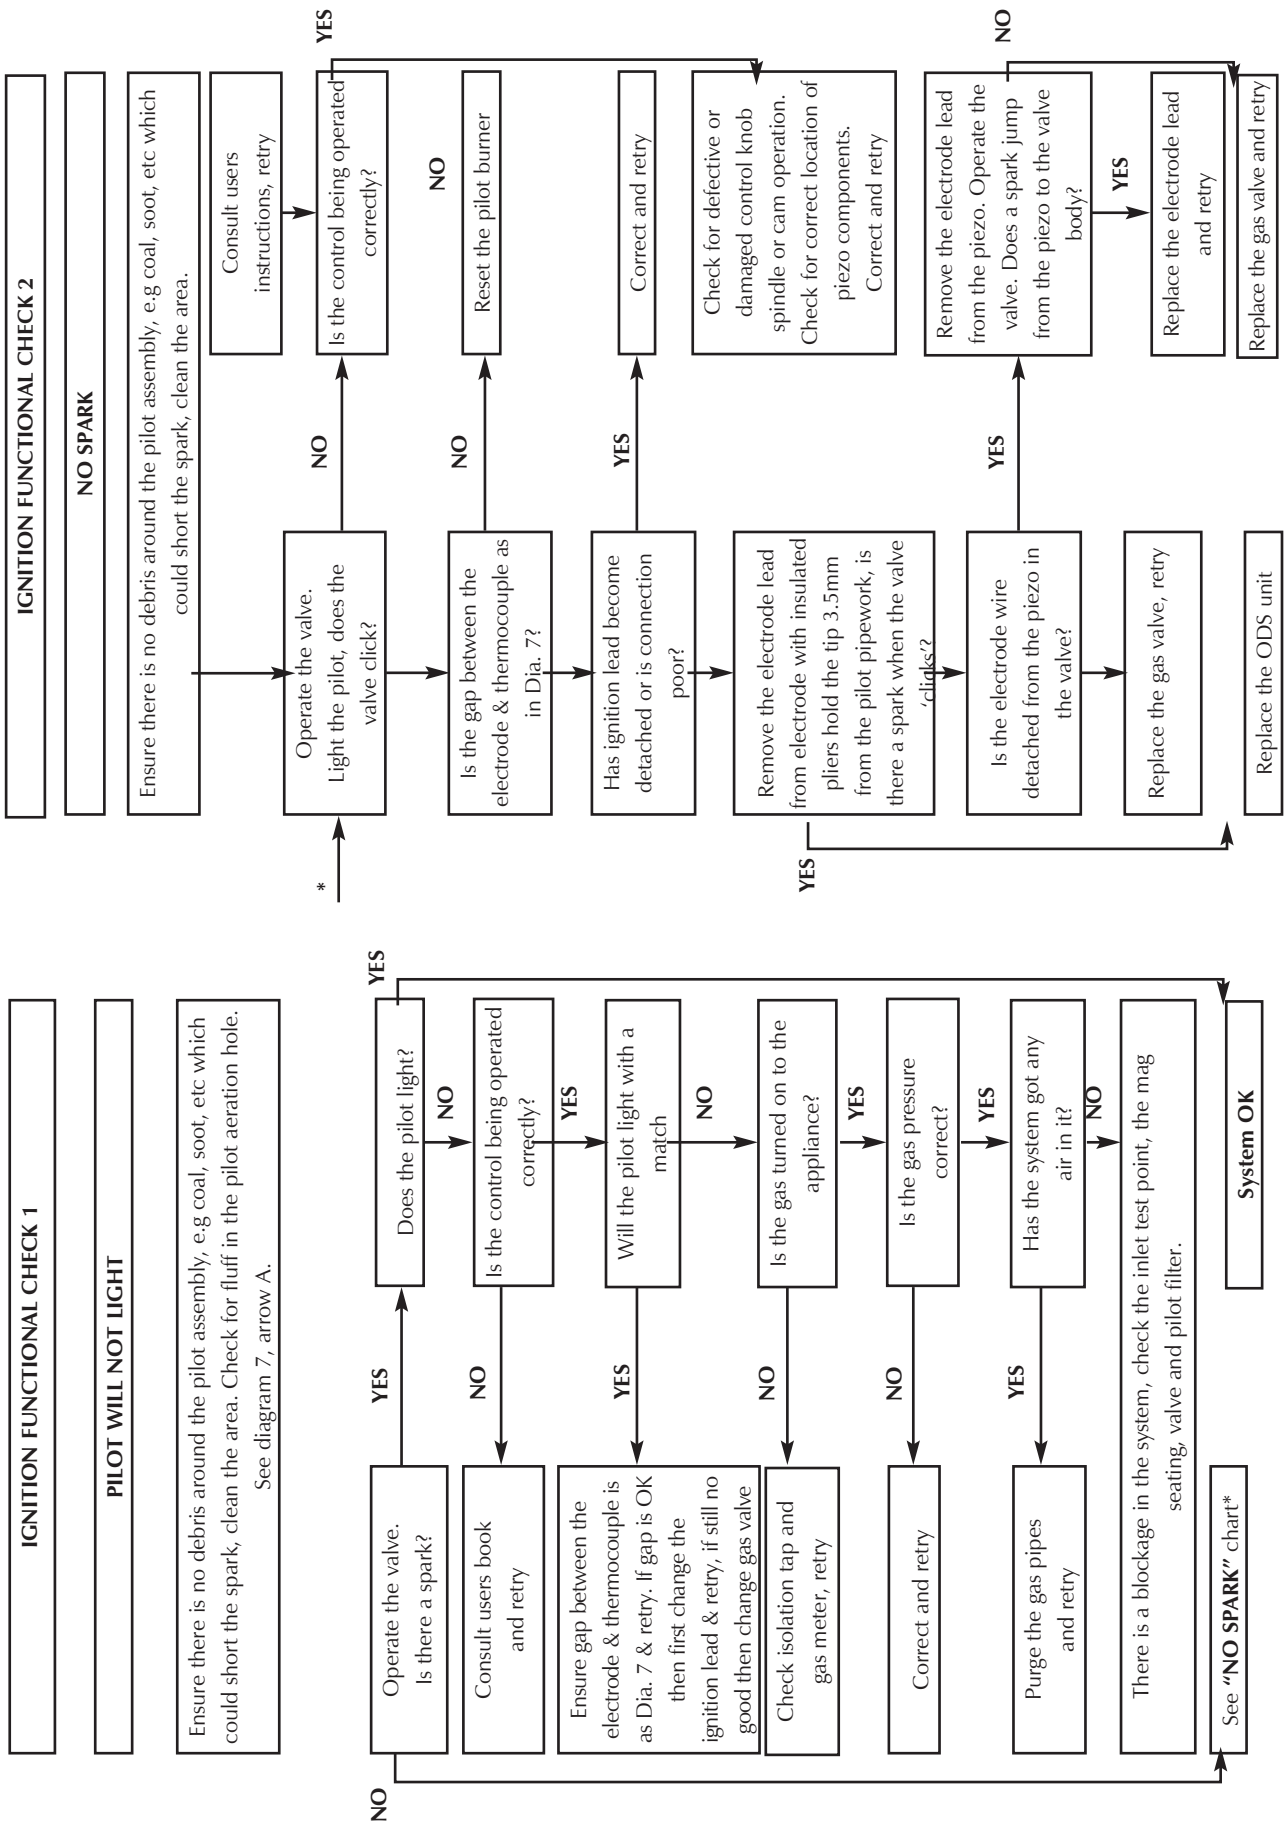 IGNITION FUNCTIONAL CHECK 1
PILOT WILL NOT LIGHT
Ensure there is no debris around the pilot assembly, e.g coal, soot, etc which
could short the spark, clean the area. Check for fluff in the pilot aeration hole.
See diagram 7, arrow A.
Operate the valve.
Is there a spark?
NO
YES
Does the pilot light?
YES
NO
Consult users book
and retry
NO
Is the control being operated
correctly?
YES
Ensure gap between the
electrode & thermocouple is
as Dia. 7 & retry. If gap is OK
then first change the
ignition lead & retry, if still no
good then change gas valve
YES
Will the pilot light with a
match
NO
Check isolation tap and
gas meter, retry
NO
Is the gas turned on to the
appliance?
YES
Correct and retry
NO
Is the gas pressure
correct?
YES
Purge the gas pipes
and retry
YES
Has the system got any
air in it?
NO
There is a blockage in the system, check the inlet test point, the mag
seating, valve and pilot filter.
See “NO SPARK” chart*
System OK
IGNITION FUNCTIONAL CHECK 2
NO SPARK
Ensure there is no debris around the pilot assembly, e.g coal, soot, etc which
could short the spark, clean the area.
Consult users
instructions, retry
*
Operate the valve.
Light the pilot, does the
valve click?
NO
Is the control being operated
correctly?
YES
NO
Is the gap between the
electrode & thermocouple as
in Dia. 7?
NO
Reset the pilot burner
Has ignition lead become
detached or is connection
poor?
YES
Correct and retry
Remove the electrode lead
from electrode with insulated
pliers hold the tip 3.5mm
from the pilot pipework, is
there a spark when the valve
‘clicks’?
YES
Check for defective or
damaged control knob
spindle or cam operation.
Check for correct location of
piezo components.
Correct and retry
Is the electrode wire
detached from the piezo in
the valve?
YES
Remove the electrode lead
from the piezo. Operate the
valve. Does a spark jump
from the piezo to the valve
body?
NO
YES
Replace the gas valve, retry
Replace the electrode lead
and retry
Replace the ODS unit
Replace the gas valve and retry